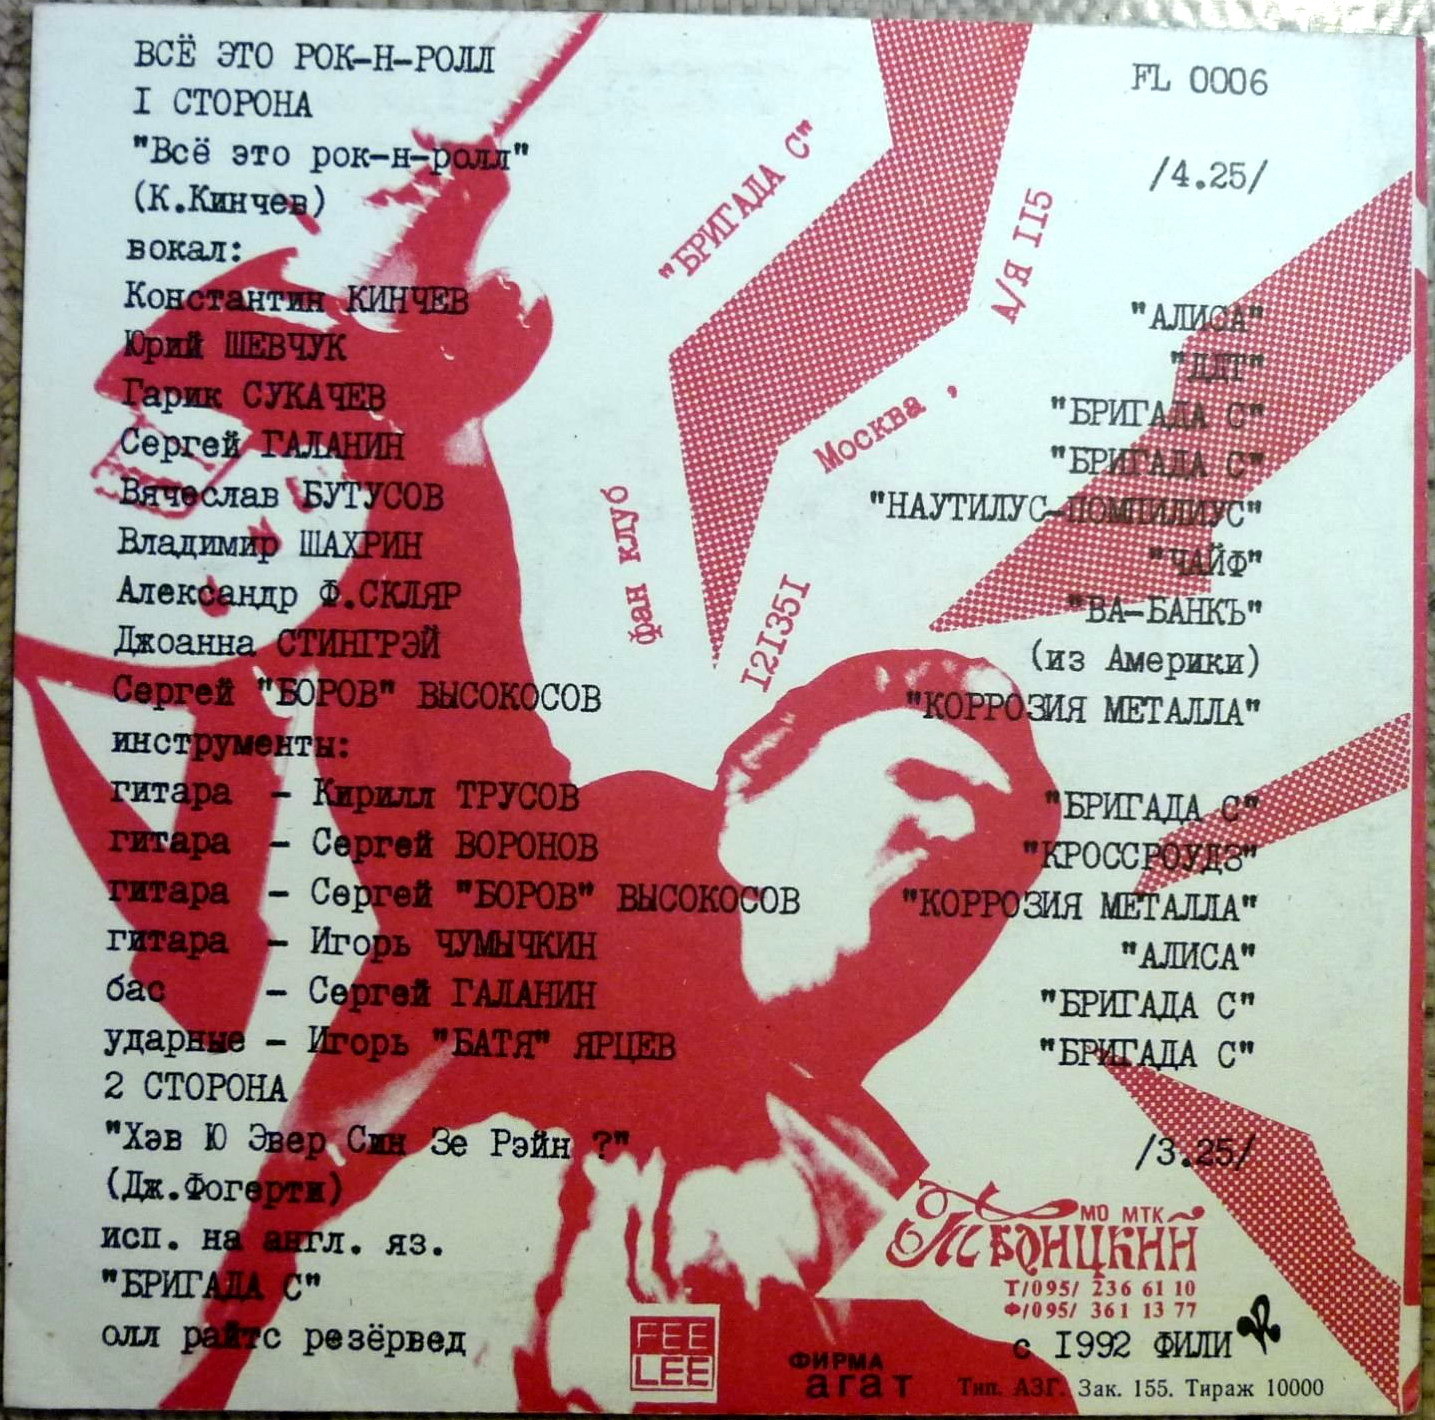 ВСЁ ЭТО РОК-Н-РОЛЛ FL 0006
I СТОРОНА
"Всё это рок-н-ролл" /4.25/
(К.Кинчев)
вокал:
Константин КИНЧЕВ "АЛИСА"
Юрий ШЕВЧУК "ДДТ"
Гарик СУКАЧЕВ "БРИГАДА С"
Сергей ГАЛАНИН "БРИГАДА С"
Вячеслав БУТУСОВ "НАУТИЛУС-ПОМПИЛИУС"
Владимир ШАХРИН "ЧАЙФ"
Александр Ф.СКЛЯР "ВА-БАНКЪ"
Джоанна СТИНГРЭЙ (из Америки)
Сергей "БОРОВ" ВЫСОКОСОВ "КОРРОЗИЯ МЕТАЛЛА"
инструменты:
гитара - Кирилл ТРУСОВ "БРИГАДА С"
гитара - Сергей ВОРОНОВ "КРОССРОУДЗ"
гитара - Сергей "БОРОВ" ВЫСОКОСОВ "КОРРОЗИЯ МЕТАЛЛА"
гитара - Игорь ЧУМЫЧКИН "АЛИСА"
бас - Сергей ГАЛАНИН "БРИГАДА С"
ударные - Игорь "БАТЯ" ЯРЦЕВ "БРИГАДА С"
2 СТОРОНА
"Хэв Ю Эвер Син Зе Рэйн ?" /3.25/
(Дж.Фогерти)
исп. на англ. яз.
"БРИГАДА С"
олл райтс резёрвед
фан клуб
"БРИГАДА С"
I2I35I
Москва ,
А/Я II5
МО МТК
Т/095/ 236 61 10
Ф/095/ 361 13 77
с I992 ФИЛИ
FEE
LEE
ФИРМА
агат
Тип. АЗГ. Зак. 155. Тираж 10000